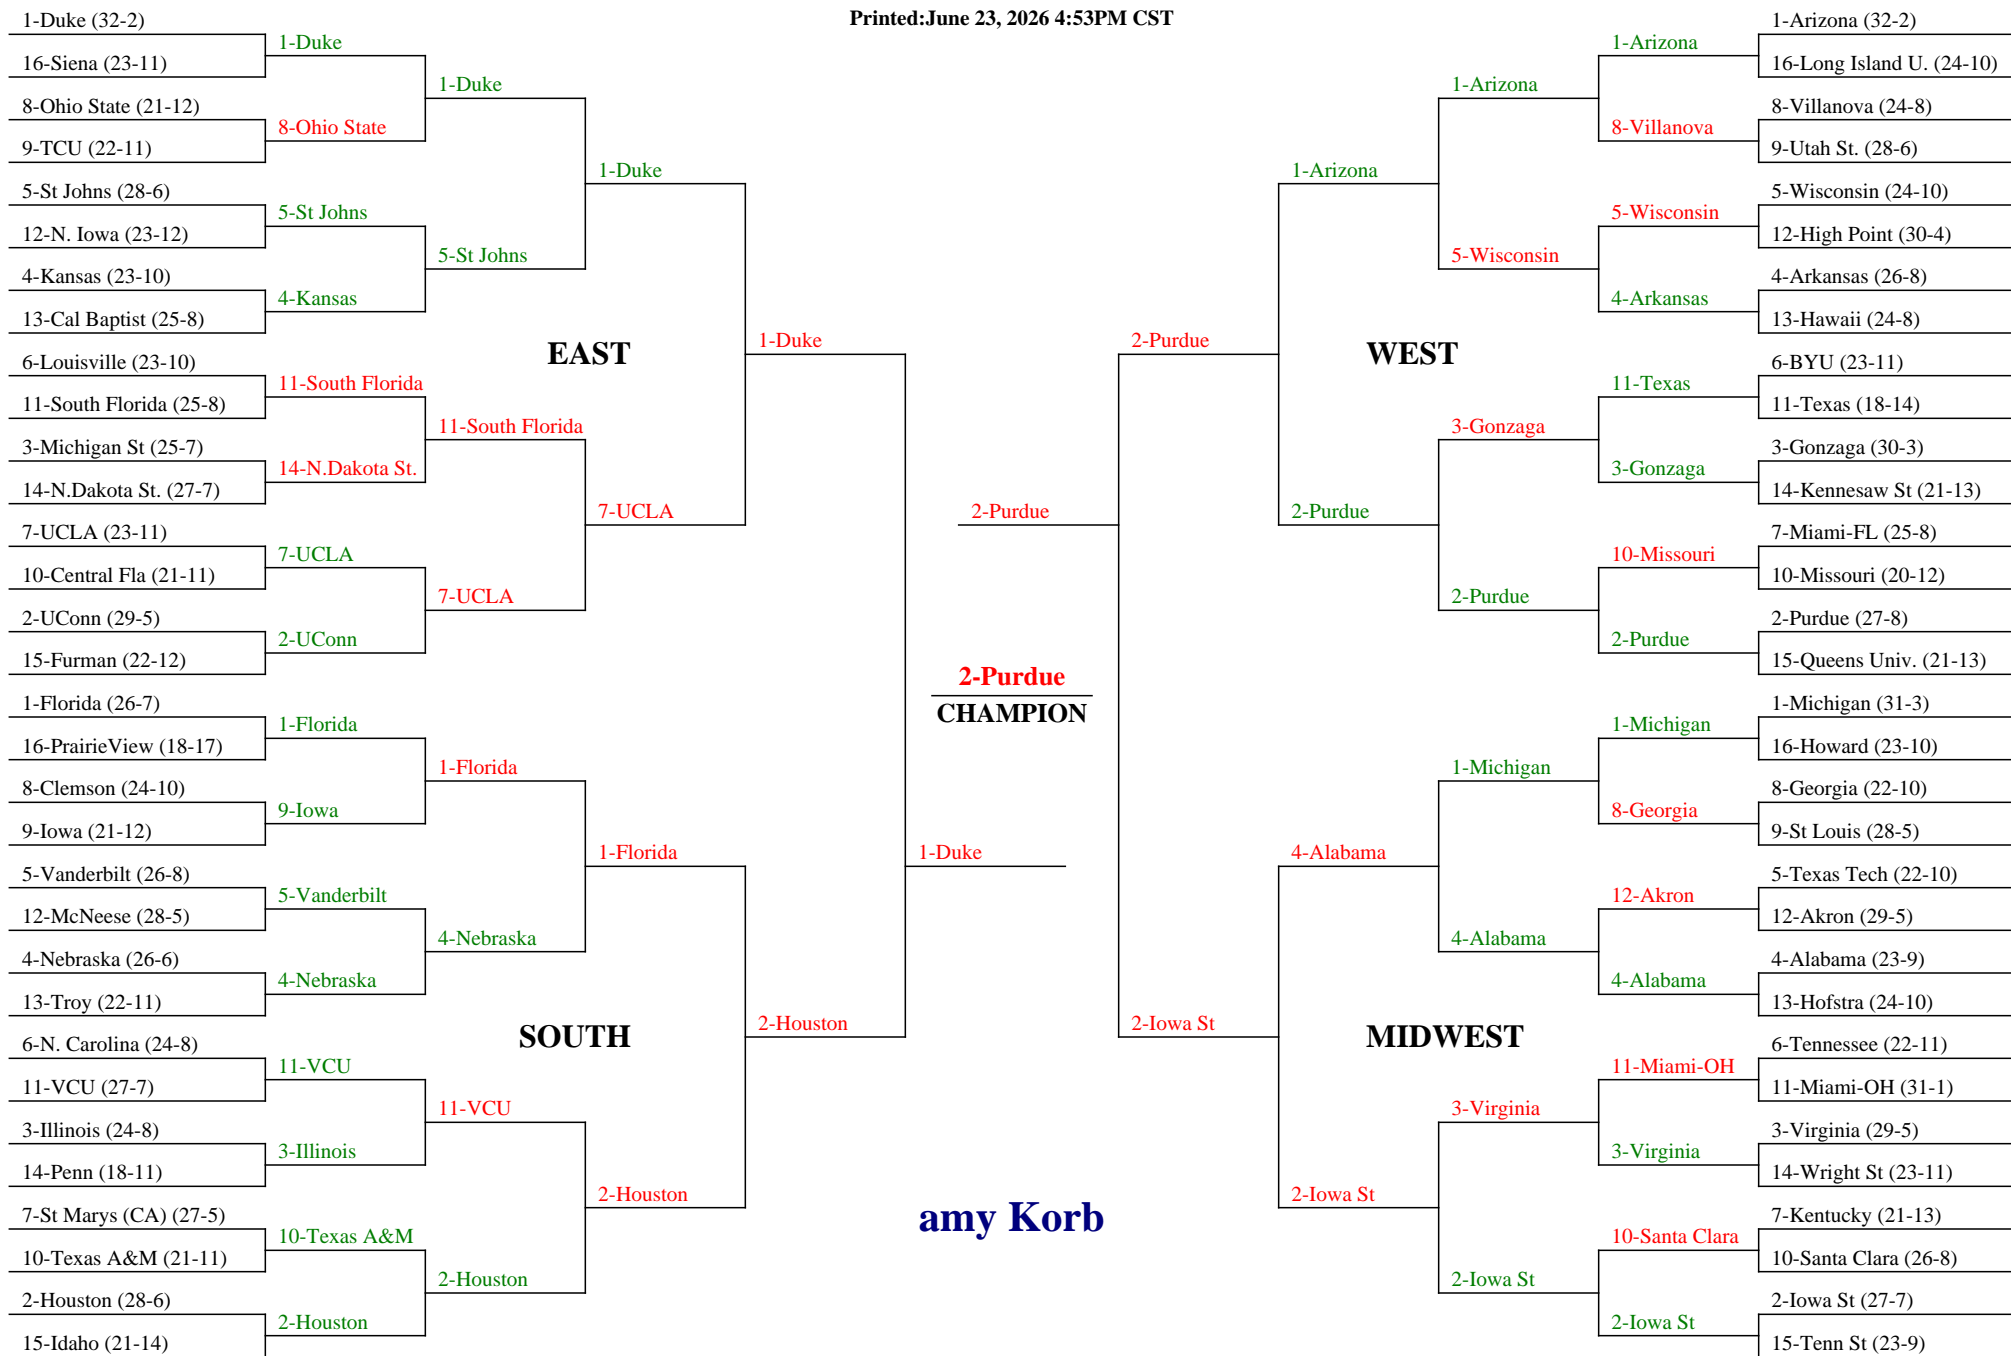 Printed:June 23, 2026 4:53PM CST
1-Duke (32-2)
16-Siena (23-11)
8-Ohio State (21-12)
9-TCU (22-11)
5-St Johns (28-6)
12-N. Iowa (23-12)
4-Kansas (23-10)
13-Cal Baptist (25-8)
6-Louisville (23-10)
11-South Florida (25-8)
3-Michigan St (25-7)
14-N.Dakota St. (27-7)
7-UCLA (23-11)
10-Central Fla (21-11)
2-UConn (29-5)
15-Furman (22-12)
1-Florida (26-7)
16-PrairieView (18-17)
8-Clemson (24-10)
9-Iowa (21-12)
5-Vanderbilt (26-8)
12-McNeese (28-5)
4-Nebraska (26-6)
13-Troy (22-11)
6-N. Carolina (24-8)
11-VCU (27-7)
3-Illinois (24-8)
14-Penn (18-11)
7-St Marys (CA) (27-5)
10-Texas A&M (21-11)
2-Houston (28-6)
15-Idaho (21-14)
1-Duke
8-Ohio State
5-St Johns
4-Kansas
11-South Florida
14-N.Dakota St.
7-UCLA
2-UConn
1-Florida
9-Iowa
5-Vanderbilt
4-Nebraska
11-VCU
3-Illinois
10-Texas A&M
2-Houston
1-Duke
5-St Johns
11-South Florida
7-UCLA
1-Florida
4-Nebraska
11-VCU
2-Houston
1-Duke
7-UCLA
1-Florida
2-Houston
EAST
SOUTH
1-Duke
2-Houston
1-Duke
2-Purdue
2-Purdue
CHAMPION
amy Korb
2-Purdue
2-Iowa St
WEST
MIDWEST
1-Arizona
2-Purdue
4-Alabama
2-Iowa St
1-Arizona
5-Wisconsin
3-Gonzaga
2-Purdue
1-Michigan
4-Alabama
3-Virginia
2-Iowa St
1-Arizona
8-Villanova
5-Wisconsin
4-Arkansas
11-Texas
3-Gonzaga
10-Missouri
2-Purdue
1-Michigan
8-Georgia
12-Akron
4-Alabama
11-Miami-OH
3-Virginia
10-Santa Clara
2-Iowa St
1-Arizona (32-2)
16-Long Island U. (24-10)
8-Villanova (24-8)
9-Utah St. (28-6)
5-Wisconsin (24-10)
12-High Point (30-4)
4-Arkansas (26-8)
13-Hawaii (24-8)
6-BYU (23-11)
11-Texas (18-14)
3-Gonzaga (30-3)
14-Kennesaw St (21-13)
7-Miami-FL (25-8)
10-Missouri (20-12)
2-Purdue (27-8)
15-Queens Univ. (21-13)
1-Michigan (31-3)
16-Howard (23-10)
8-Georgia (22-10)
9-St Louis (28-5)
5-Texas Tech (22-10)
12-Akron (29-5)
4-Alabama (23-9)
13-Hofstra (24-10)
6-Tennessee (22-11)
11-Miami-OH (31-1)
3-Virginia (29-5)
14-Wright St (23-11)
7-Kentucky (21-13)
10-Santa Clara (26-8)
2-Iowa St (27-7)
15-Tenn St (23-9)